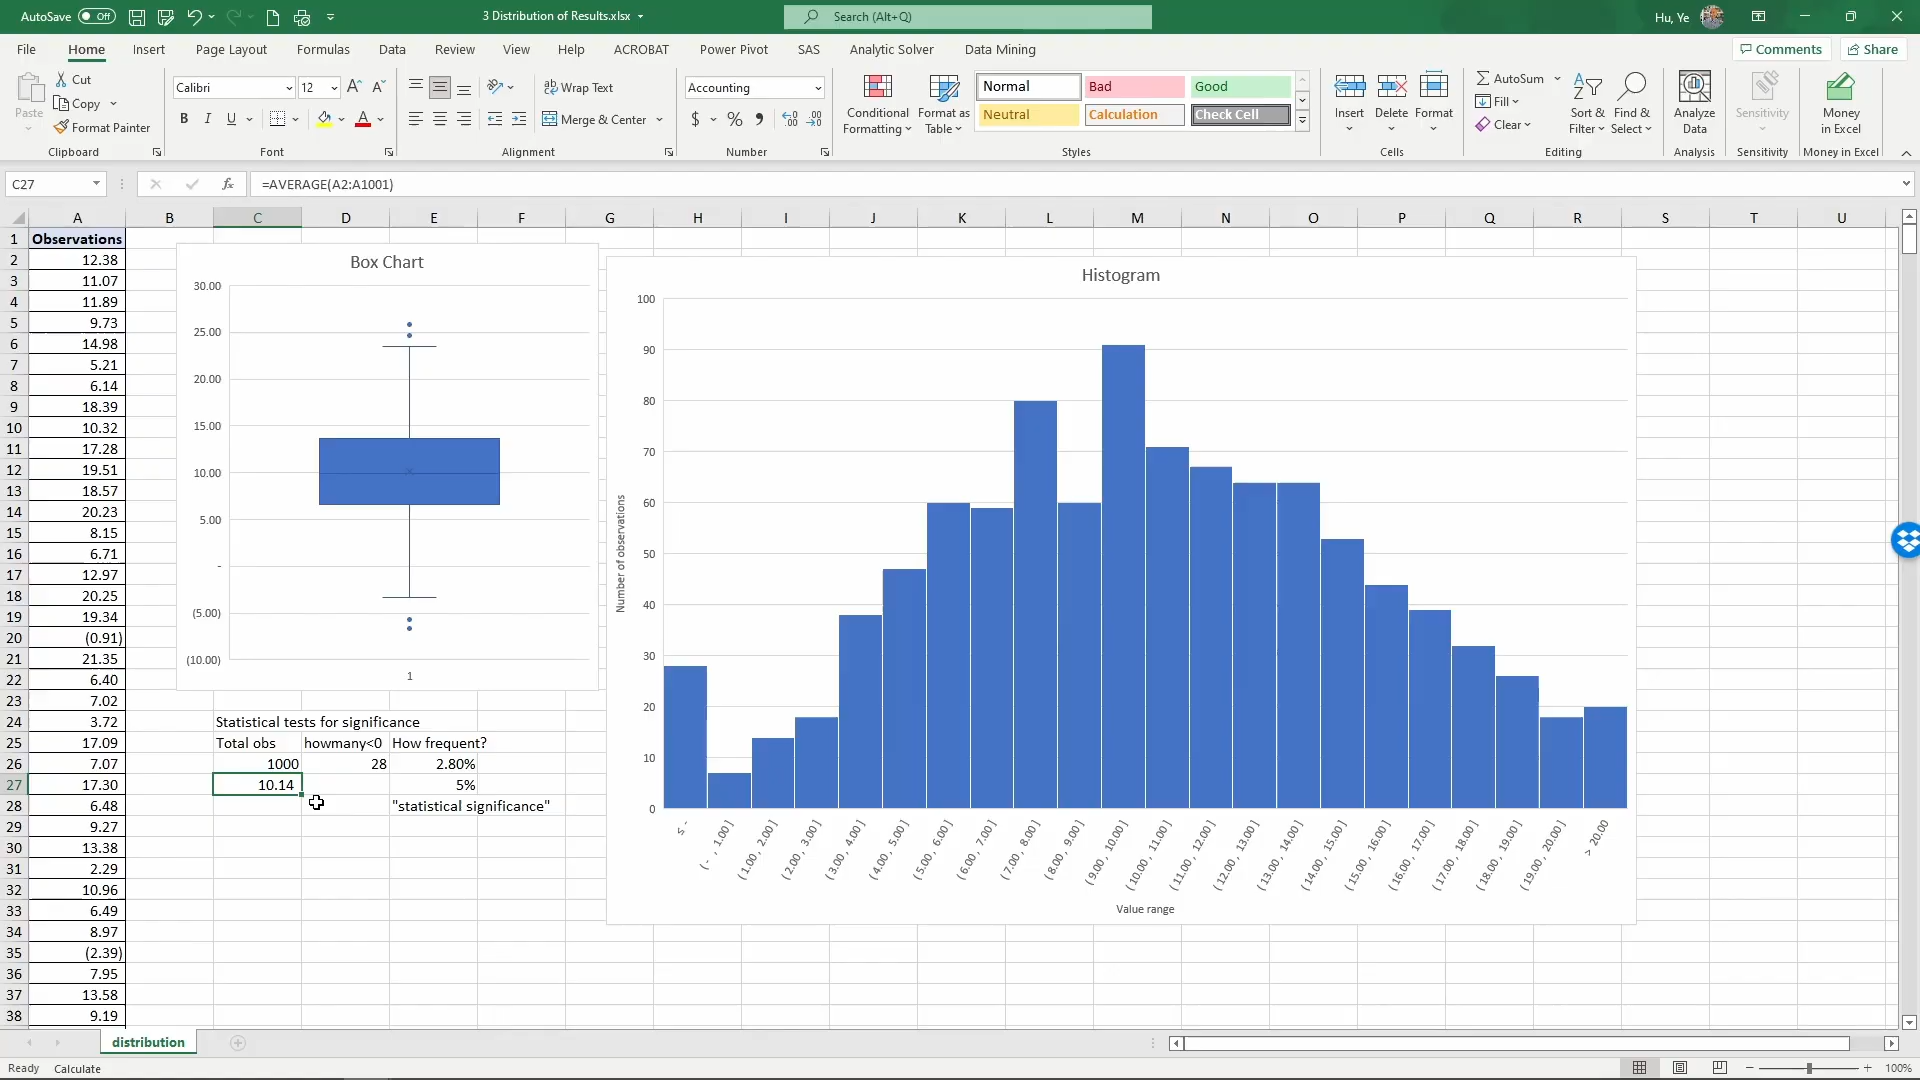 AutoSave Off
3 Distribution of Results.xlsx
Search (Alt+Q)
Hu, Ye
File Home Insert Page Layout Formulas Data Review View Help ACROBAT Power Pivot SAS Analytic Solver Data Mining
Comments Share
Paste
Cut
Copy
Format Painter
Calibri 12
B I U
Wrap Text
Merge & Center
Accounting
$ %
Conditional Formatting
Format as Table
Normal Bad Good
Neutral Calculation Check Cell
Insert Delete Format
AutoSum
Fill
Clear
Sort & Filter
Find & Select
Analyze Data
Sensitivity
Money in Excel
Clipboard Font Alignment Number Styles Cells Editing Analysis Sensitivity Money in Excel
C27 fx =AVERAGE(A2:A1001)
A B C D E F G H I J K L M N O P Q R S T U
1 Observations
2 12.38
3 11.07
4 11.89
5 9.73
6 14.98
7 5.21
8 6.14
9 18.39
10 10.32
11 17.28
12 19.51
13 18.57
14 20.23
15 8.15
16 6.71
17 12.97
18 20.25
19 19.34
20 (0.91)
21 21.35
22 6.40
23 7.02
24 3.72
25 17.09
26 7.07
27 17.30
28 6.48
29 9.27
30 13.38
31 2.29
32 10.96
33 6.49
34 8.97
35 (2.39)
36 7.95
37 13.58
38 9.19
Box Chart
30.00
25.00
20.00
15.00
10.00
5.00
-
(5.00)
(10.00)
1
Statistical tests for significance
Total obs howmany<0 How frequent?
1000 28 2.80%
10.14 5%
"statistical significance"
Histogram
Number of observations
100
90
80
70
60
50
40
30
20
10
0
≤ -
( - , 1.00 ]
(1.00 , 2.00 ]
(2.00 , 3.00 ]
(3.00 , 4.00 ]
(4.00 , 5.00 ]
(5.00 , 6.00 ]
(6.00 , 7.00 ]
(7.00 , 8.00 ]
(8.00 , 9.00 ]
(9.00 , 10.00 ]
(10.00 , 11.00 ]
(11.00 , 12.00 ]
(12.00 , 13.00 ]
(13.00 , 14.00 ]
(14.00 , 15.00 ]
(15.00 , 16.00 ]
(16.00 , 17.00 ]
(17.00 , 18.00 ]
(18.00 , 19.00 ]
(19.00 , 20.00 ]
> 20.00
Value range
distribution
Ready Calculate
100%